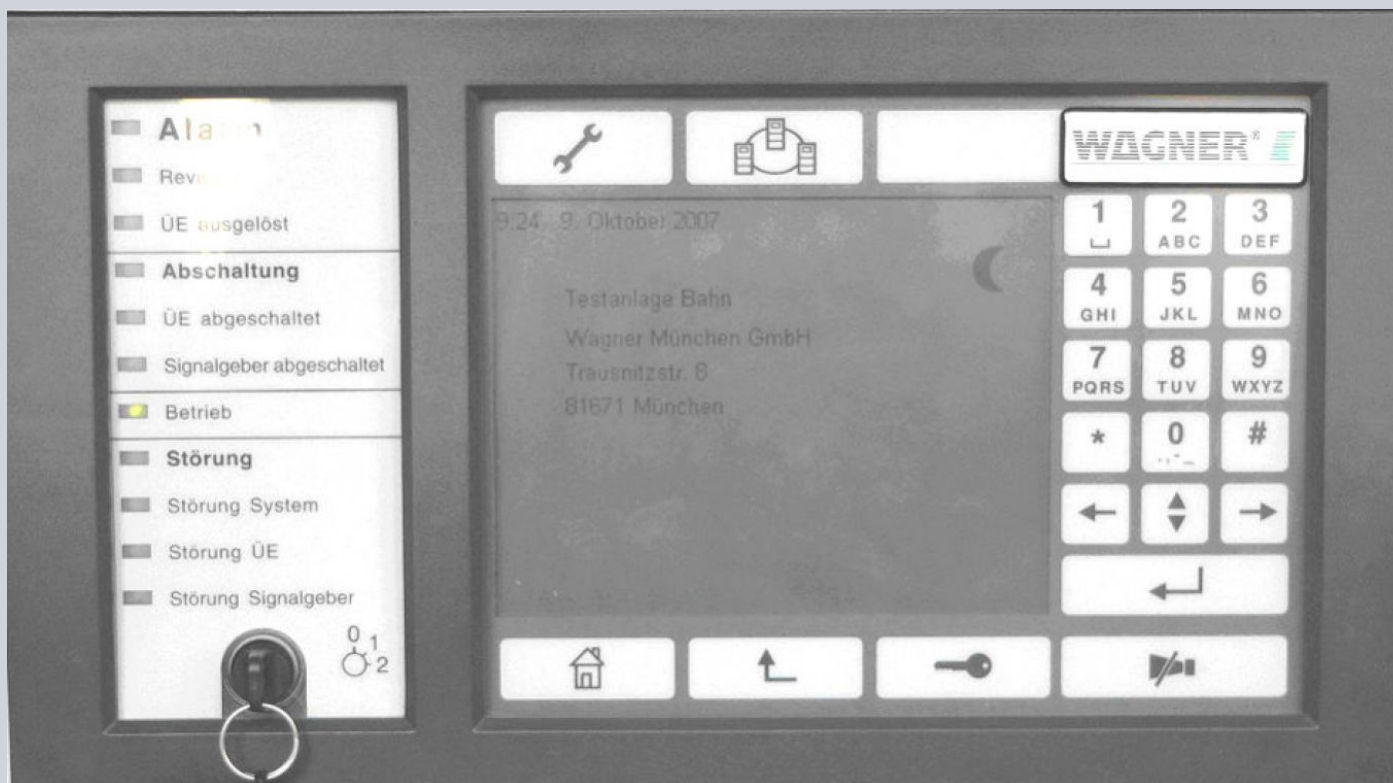 Alarm
ÜE ausgelöst
Abschaltung
ÜE abgeschaltet
Signalgeber abgeschaltet
Betrieb
Störung
Störung System
Störung ÜE
Störung Signalgeber
0
1
2
WAGNER®
9.24 9. Oktober 2007
Testanlage Bahn
Wagner München GmbH
Trausnitzstr. 8
81671 München
1 2 3
ABC DEF
4 5 6
GHI JKL MNO
7 8 9
PQRS TUV WXYZ
* 0 #